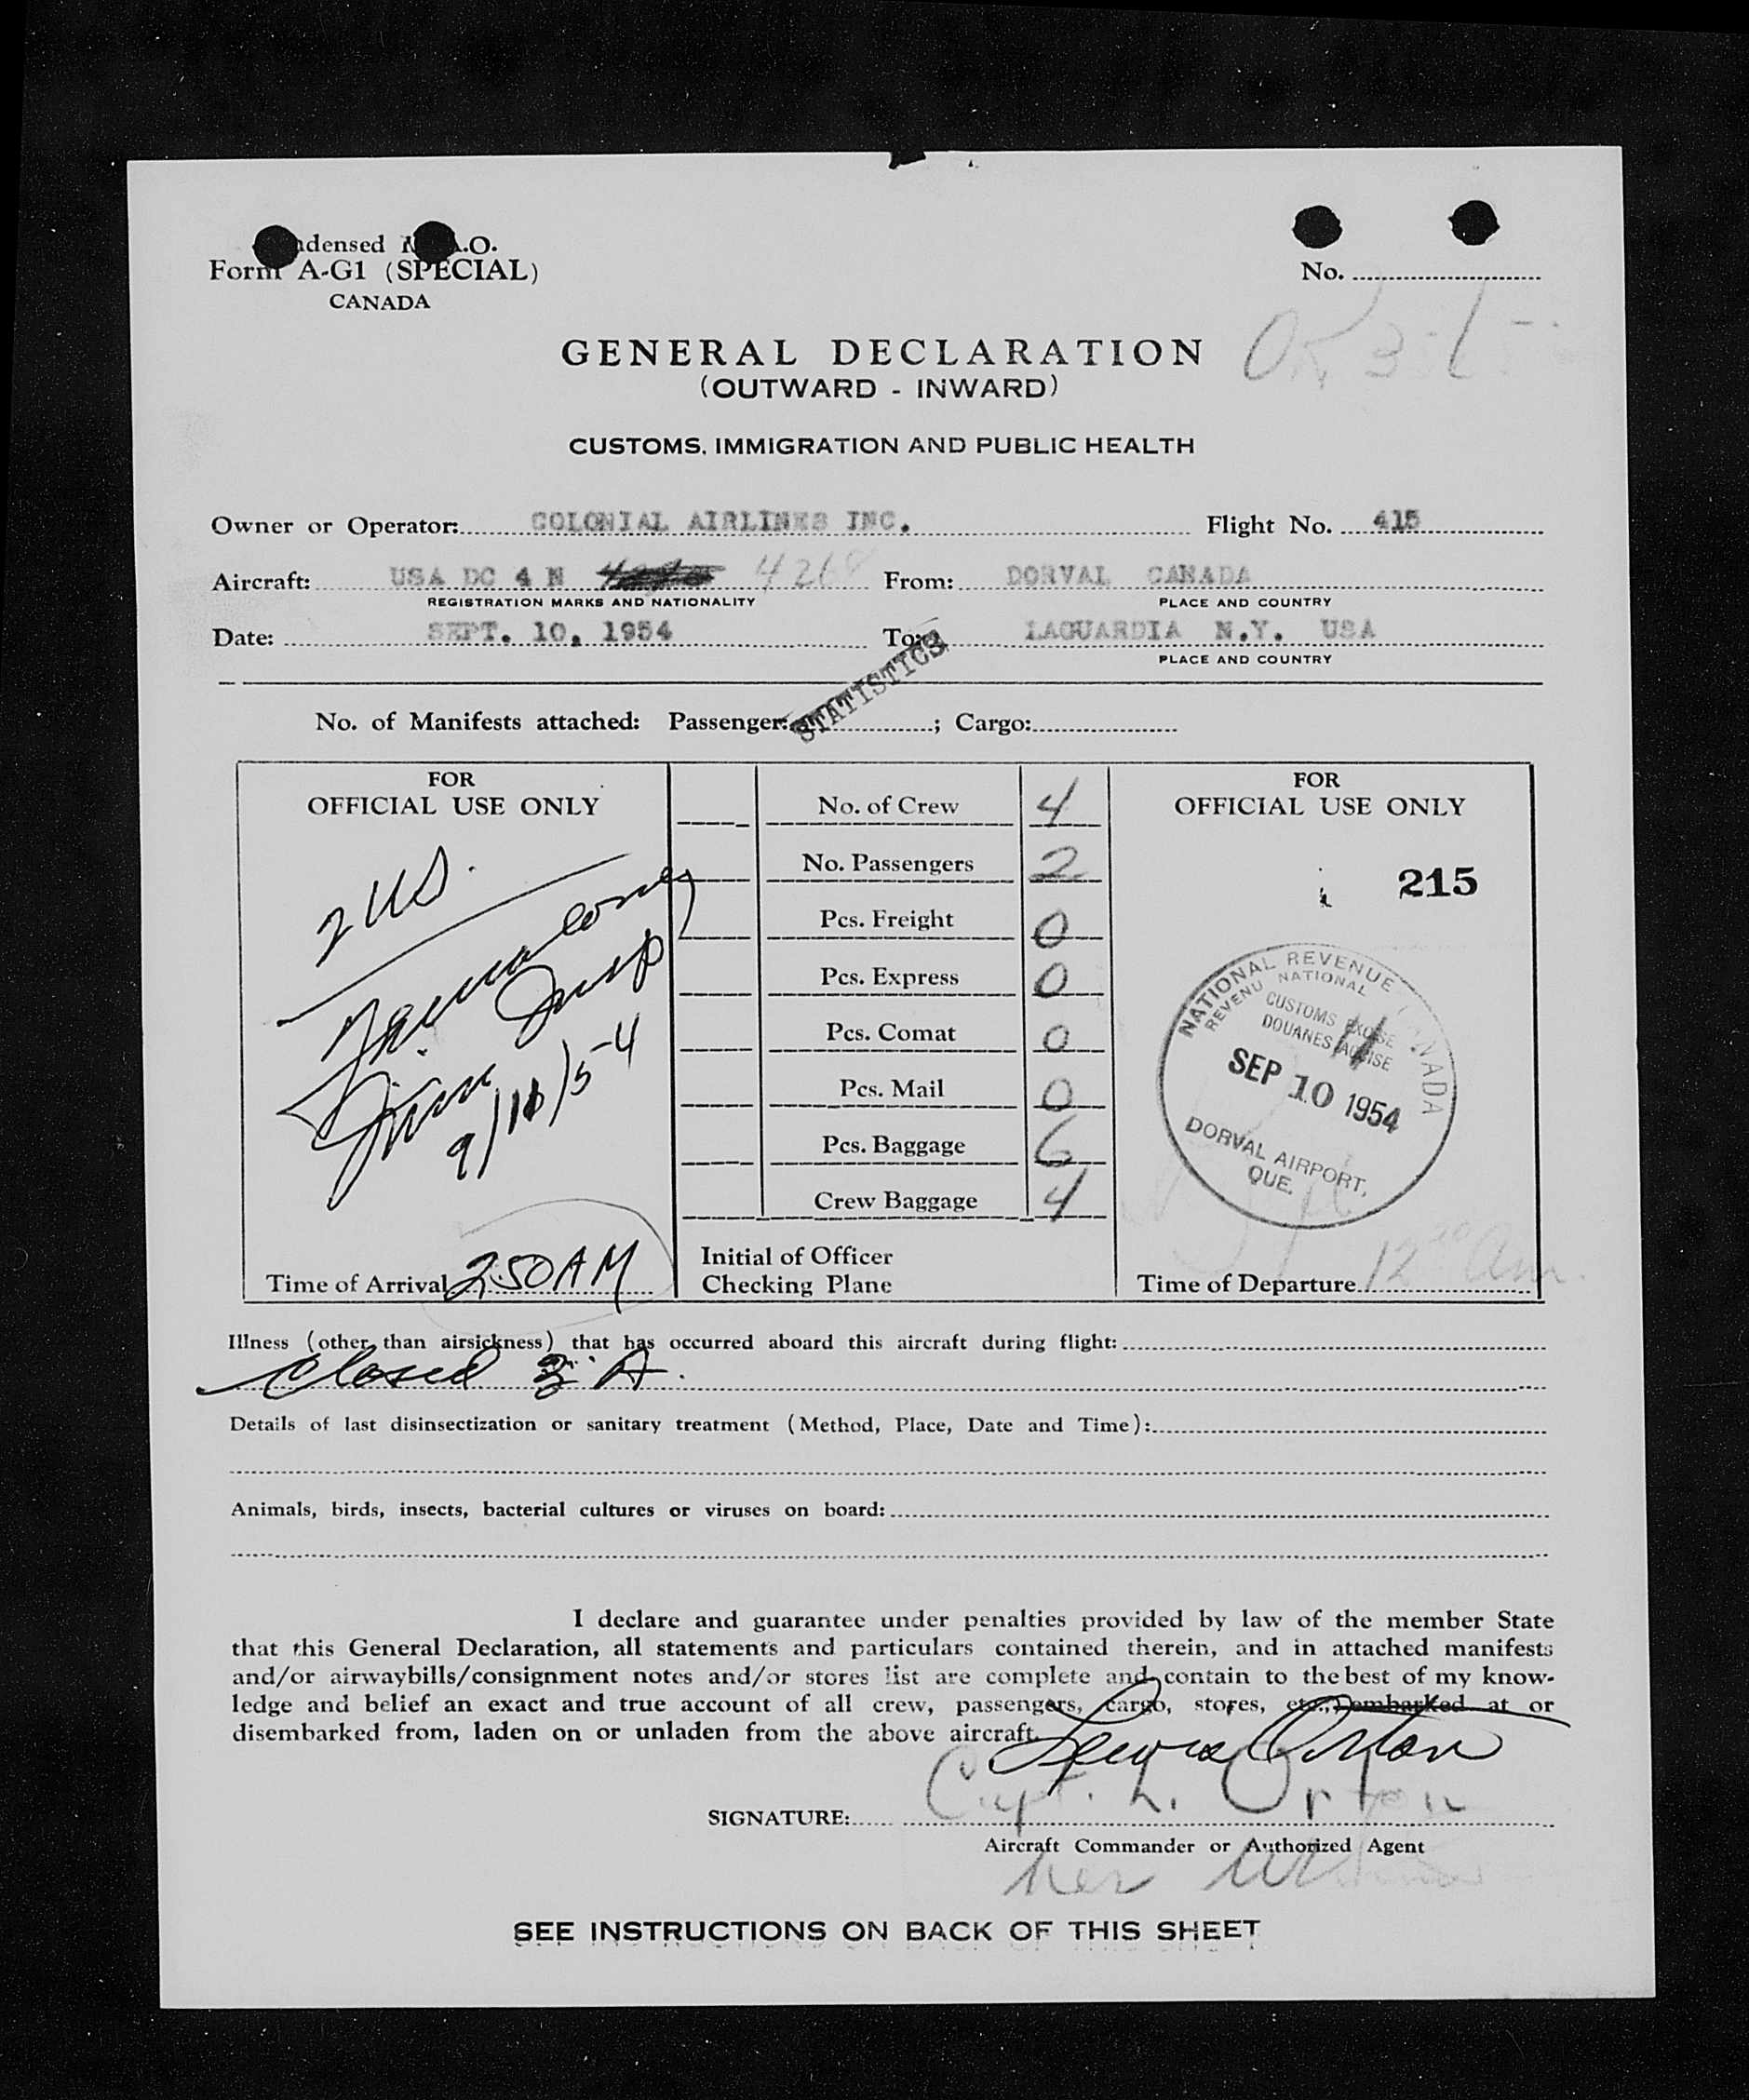 Form A-G1 (SPECIAL)
CANADA
No.
GENERAL DECLARATION
(OUTWARD - INWARD)
CUSTOMS, IMMIGRATION AND PUBLIC HEALTH
Owner or Operator: COLONIAL AIRLINES INC. Flight No. 415
Aircraft: USA DC 4 N 4268 From: DORVAL CANADA
REGISTRATION MARKS AND NATIONALITY PLACE AND COUNTRY
Date: SEPT. 10, 1954 To: LAGUARDIA N.Y. USA
PLACE AND COUNTRY
STATISTICS
No. of Manifests attached: Passenger: ; Cargo:
FOR
OFFICIAL USE ONLY
2 US.
Insp
9/10/54
Time of Arrival 2:50 AM
No. of Crew 4
No. Passengers 2
Pcs. Freight 0
Pcs. Express 0
Pcs. Comat 0
Pcs. Mail 0
Pcs. Baggage 6
Crew Baggage 4
Initial of Officer
Checking Plane
FOR
OFFICIAL USE ONLY
215
NATIONAL REVENUE CANADA
REVENU NATIONAL
CUSTOMS EXCISE
DOUANES ACCISE
SEP 10 1954
DORVAL AIRPORT,
QUE.
Time of Departure 12 00 am.
Illness (other than airsickness) that has occurred aboard this aircraft during flight:
closed
Details of last disinsectization or sanitary treatment (Method, Place, Date and Time):
Animals, birds, insects, bacterial cultures or viruses on board:
I declare and guarantee under penalties provided by law of the member State
that this General Declaration, all statements and particulars contained therein, and in attached manifests
and/or airwaybills/consignment notes and/or stores list are complete and contain to the best of my know-
ledge and belief an exact and true account of all crew, passengers, cargo, stores, etc., embarked at or
disembarked from, laden on or unladen from the above aircraft.
Lewis Orton
SIGNATURE: Capt. L. Orton
Aircraft Commander or Authorized Agent
SEE INSTRUCTIONS ON BACK OF THIS SHEET